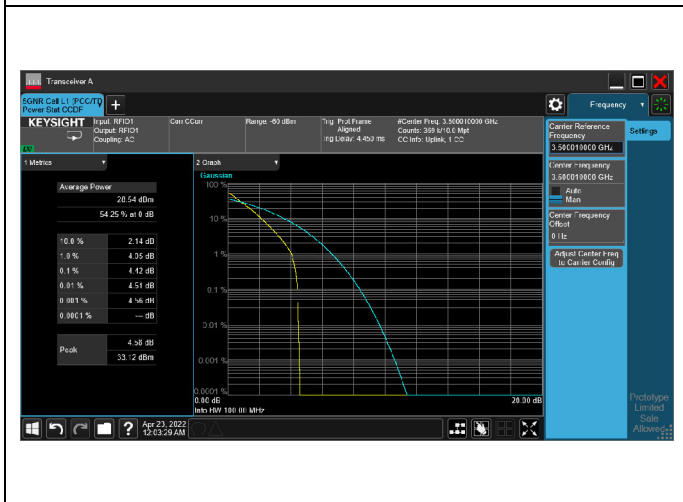 Transceiver A
5GNR Cell L1 (PCC/TD
Power Stat CCDF
+
Frequency
KEYSIGHT
Input: RFIO1
Output: RFIO1
Coupling: AC
Corr CCorr
Range: -60 dBm
Trig: Prot Frame
Aligned
Trig Delay: 4.450 ms
#Center Freq: 3.500010000 GHz
Counts: 369 k/10.0 Mpt
CC Info: Uplink, 1 CC
Carrier Reference
Frequency
3.500010000 GHz
Settings
Center Frequency
3.500010000 GHz
Auto
Man
Center Frequency
Offset
0 Hz
Adjust Center Freq
to Carrier Config
1 Metrics
Average Power
54.25 % at 0 dB
10.0 % 2.14 dB
1.0 % 4.05 dB
0.1 % 4.42 dB
0.01 % 4.51 dB
0.001 % 4.56 dB
0.0001 % --- dB
Peak
4.58 dB
33.12 dBm
2 Graph
Gaussian
100 %
10 %
1 %
0.1 %
0.01 %
0.001 %
0.0001 %
0.00 dB
20.00 dB
Info BW 100.00 MHz
Apr 23, 2022
12:03:29 AM
Prototype
Limited
Sale
Allowed